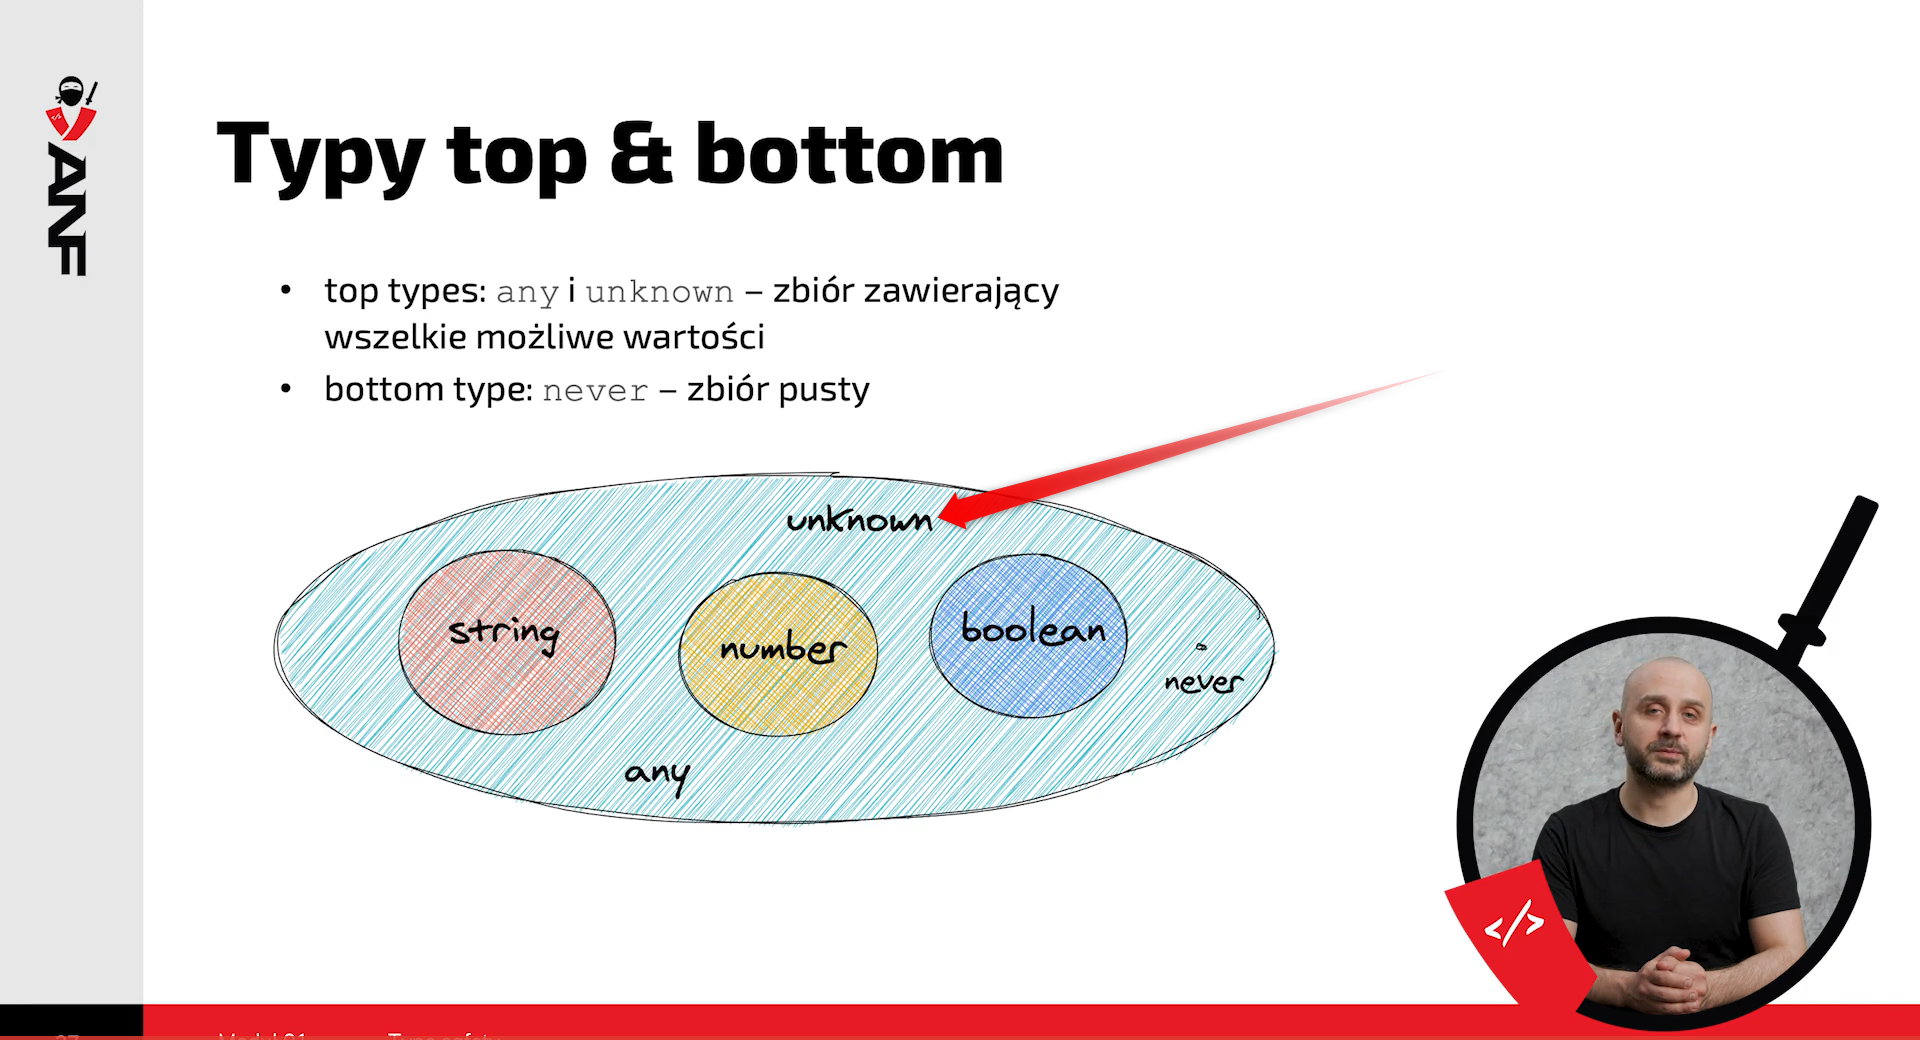 ANF
Typy top & bottom
• top types: any i unknown – zbiór zawierający
wszelkie możliwe wartości
• bottom type: never – zbiór pusty
unknown
string
number
boolean
never
any
</>